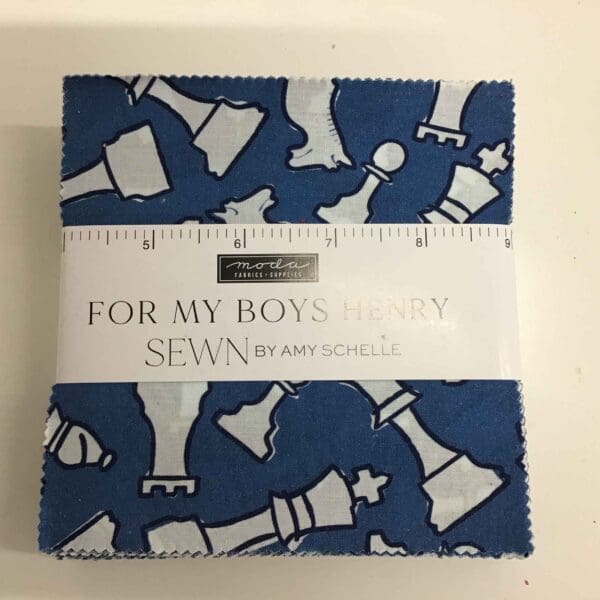 5 6 7 8 9
moda
FABRICS + SUPPLIES
FOR MY BOYS HENRY
SEWN BY AMY SCHELLE